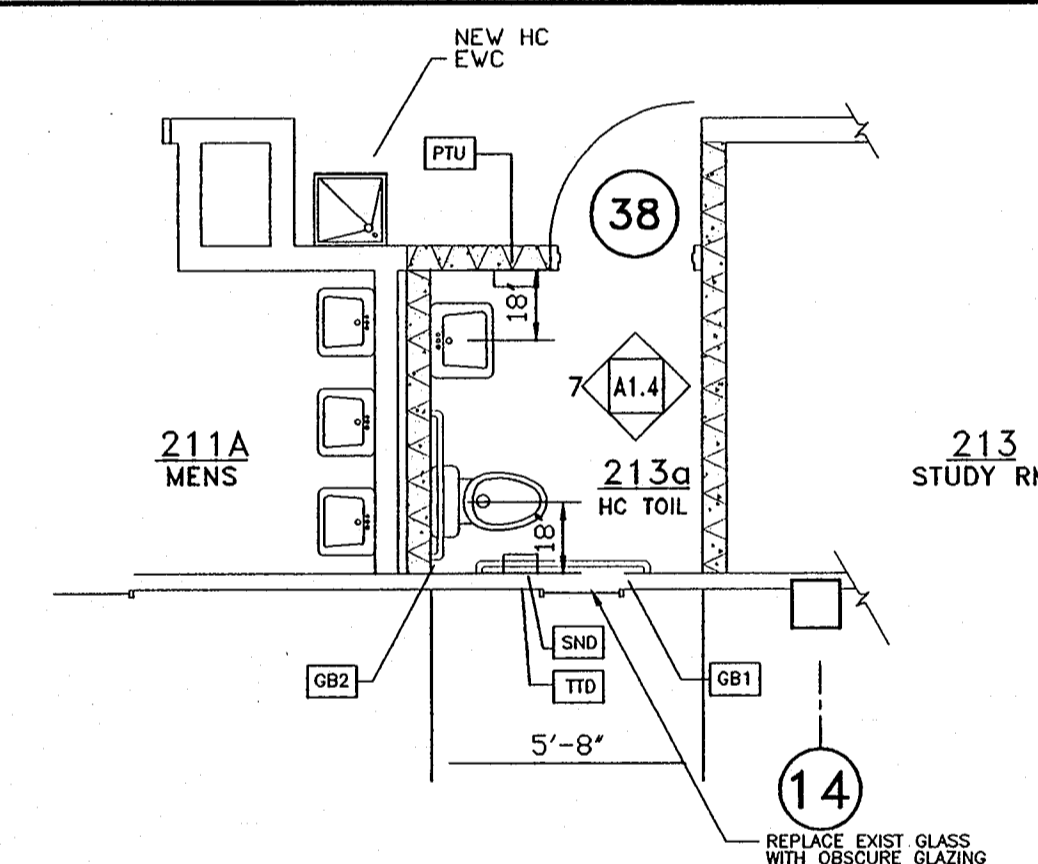 NEW HC
EWC
PTU
38
18"
7
A1.4
211A
MENS
213a
HC TOIL
213
STUDY RM
18"
SND
GB2
TTD
GB1
5'-8"
14
REPLACE EXIST GLASS
WITH OBSCURE GLAZING